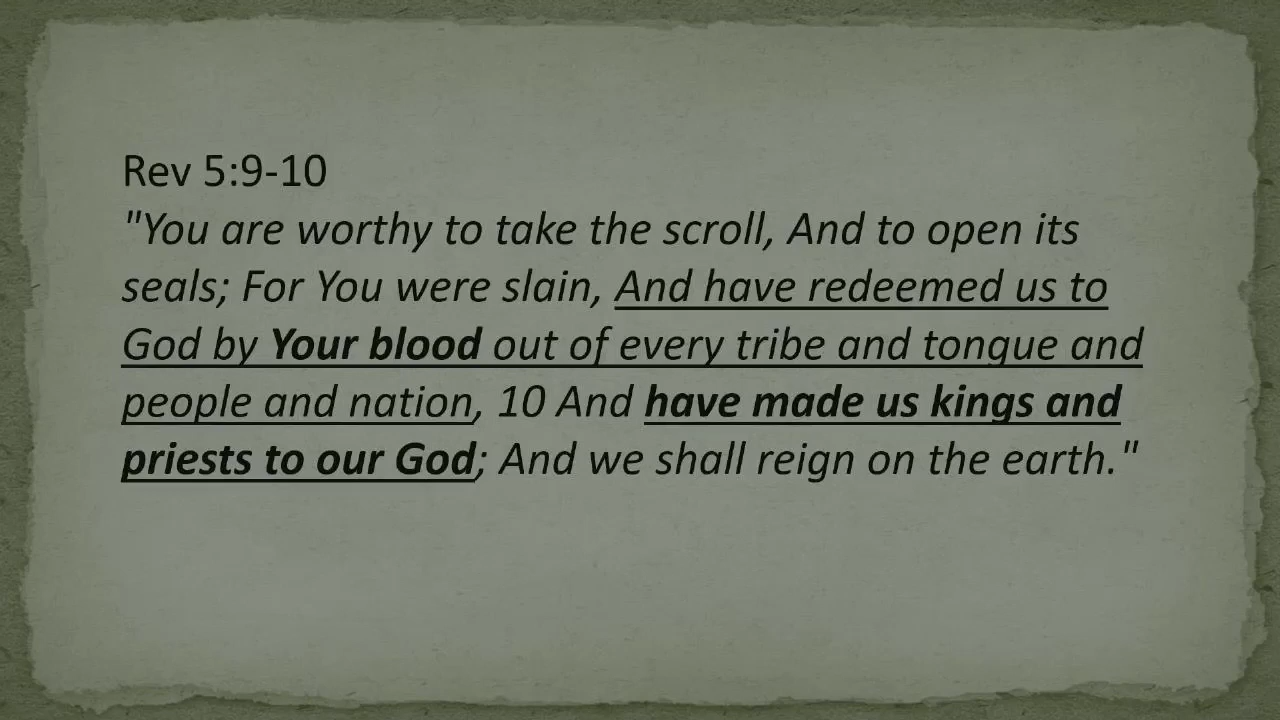 Rev 5:9-10
"You are worthy to take the scroll, And to open its
seals; For You were slain, And have redeemed us to
God by Your blood out of every tribe and tongue and
people and nation, 10 And have made us kings and
priests to our God; And we shall reign on the earth."